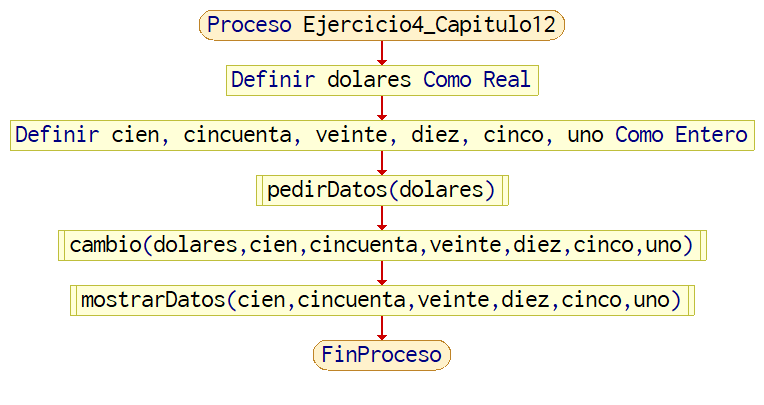 Proceso Ejercicio4_Capitulo12
Definir dolares Como Real
Definir cien, cincuenta, veinte, diez, cinco, uno Como Entero
pedirDatos(dolares)
cambio(dolares,cien,cincuenta,veinte,diez,cinco,uno)
mostrarDatos(cien,cincuenta,veinte,diez,cinco,uno)
FinProceso